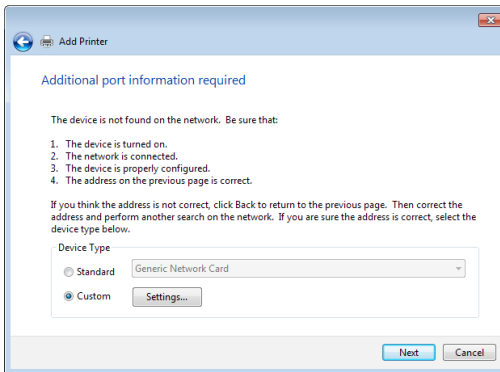 Add Printer
Additional port information required
The device is not found on the network. Be sure that:
1. The device is turned on.
2. The network is connected.
3. The device is properly configured.
4. The address on the previous page is correct.
If you think the address is not correct, click Back to return to the previous page. Then correct the
address and perform another search on the network. If you are sure the address is correct, select the
device type below.
Device Type
Standard Generic Network Card
Custom Settings...
Next Cancel